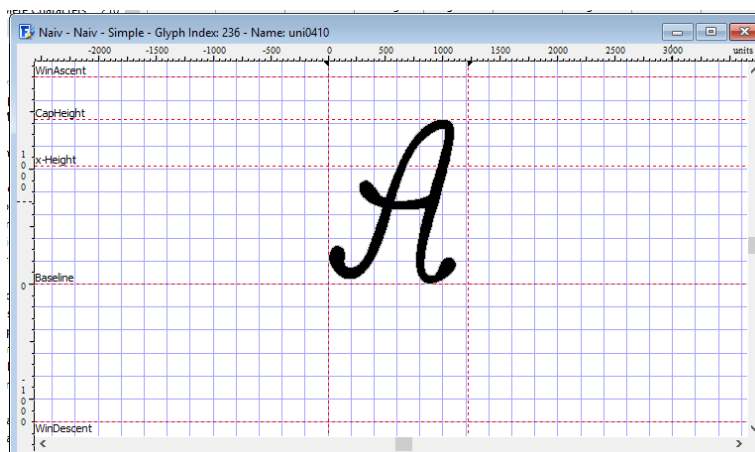 Naiv - Naiv - Simple - Glyph Index: 236 - Name: uni0410
-2000 -1000 -500 0 500 1000 1500 2000 2500 3000 units
WinAscent
CapHeight
x-Height
1000
А
Baseline
0
-1000
WinDescent